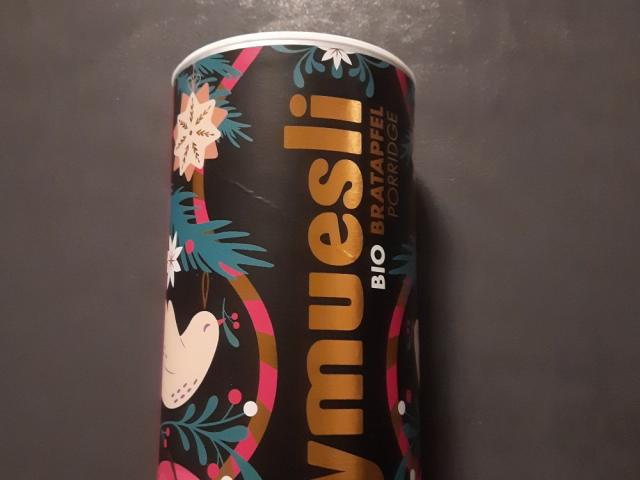 ymuesli
BIO BRATAPFEL
PORRIDGE